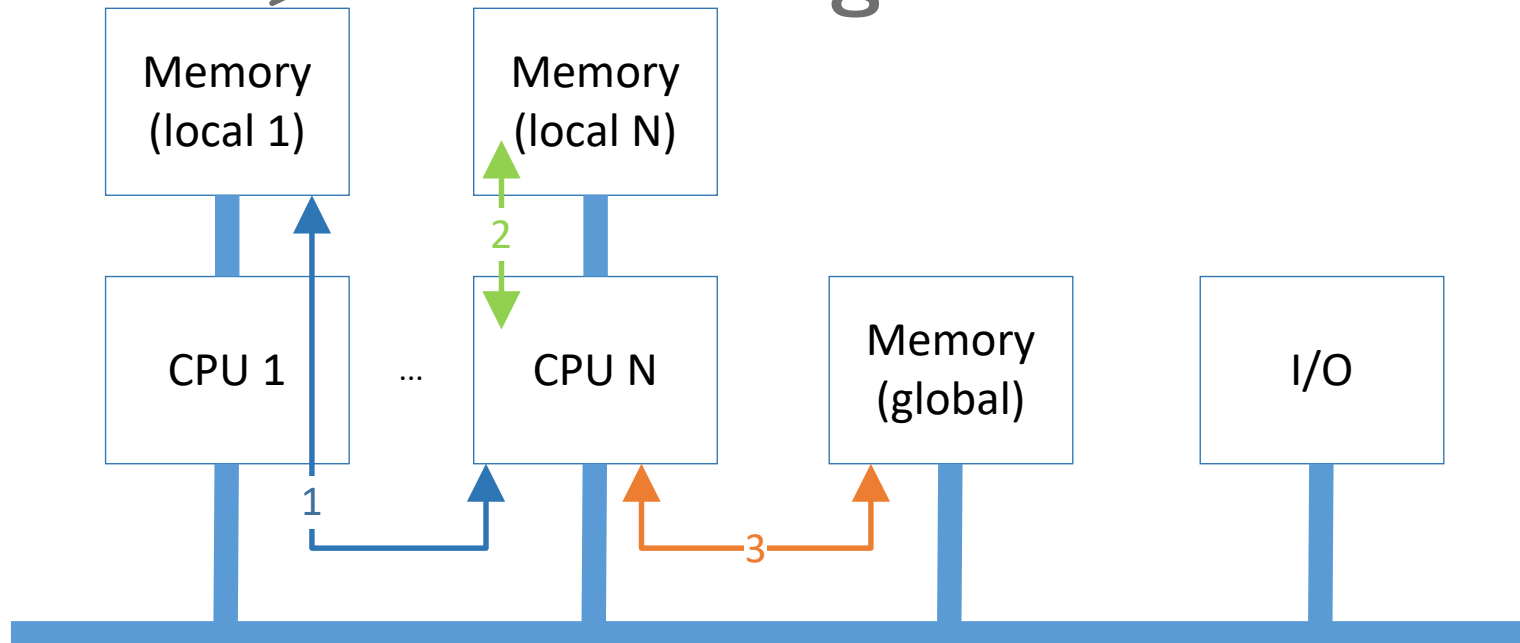 Memory
(local 1)
Memory
(local N)
2
CPU 1
...
CPU N
Memory
(global)
I/O
1
3